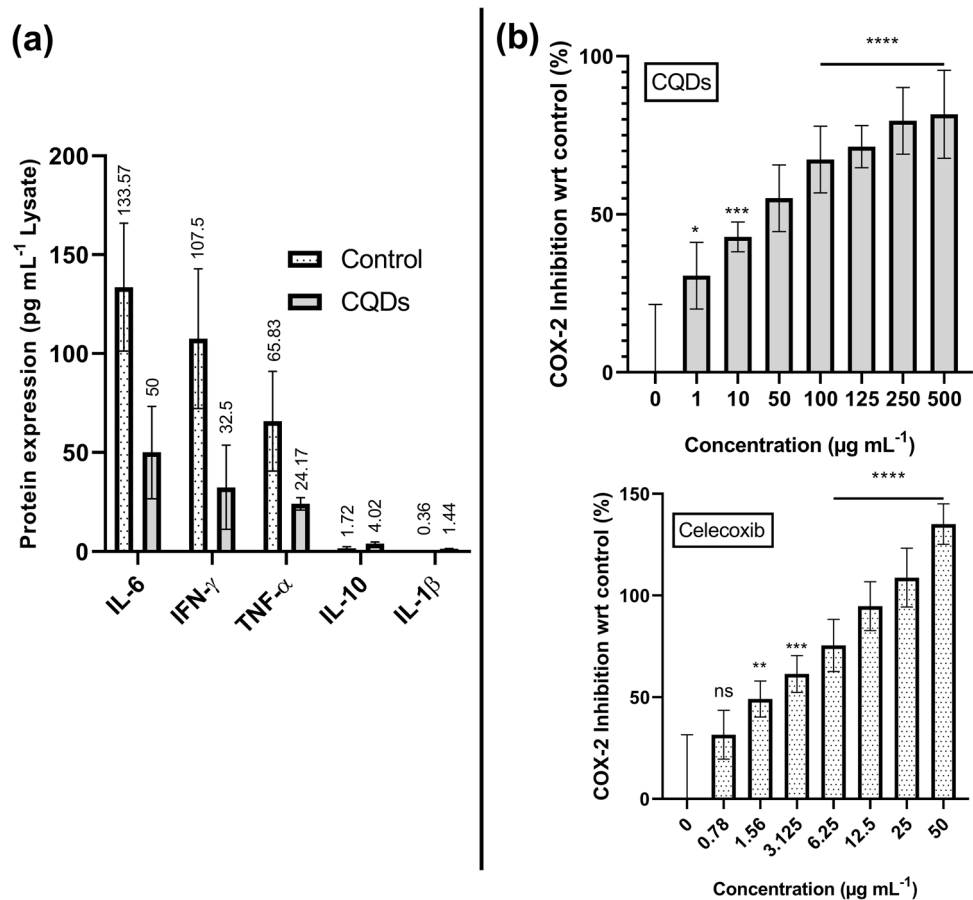 (a)
Protein expression (pg mL⁻¹ Lysate)
200
150
100
50
0
133.57
50
107.5
32.5
65.83
24.17
1.72
4.02
0.36
1.44
Control
CQDs
IL-6
IFN-γ
TNF-α
IL-10
IL-1β
(b)
COX-2 Inhibition wrt control (%)
100
50
0
CQDs
*
***
****
0 1 10 50 100 125 250 500
Concentration (µg mL⁻¹)
COX-2 Inhibition wrt control (%)
150
100
50
0
Celecoxib
ns
**
***
****
0 0.78 1.56 3.125 6.25 12.5 25 50
Concentration (µg mL⁻¹)